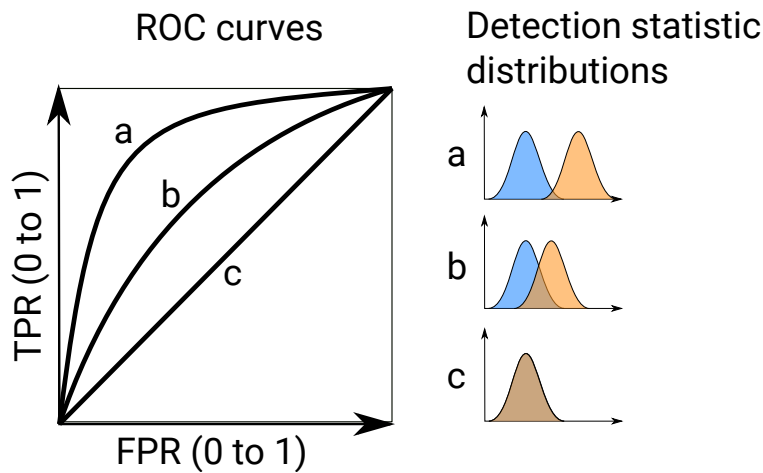 ROC curves
TPR (0 to 1)
a
b
c
FPR (0 to 1)
Detection statistic
distributions
a
b
c